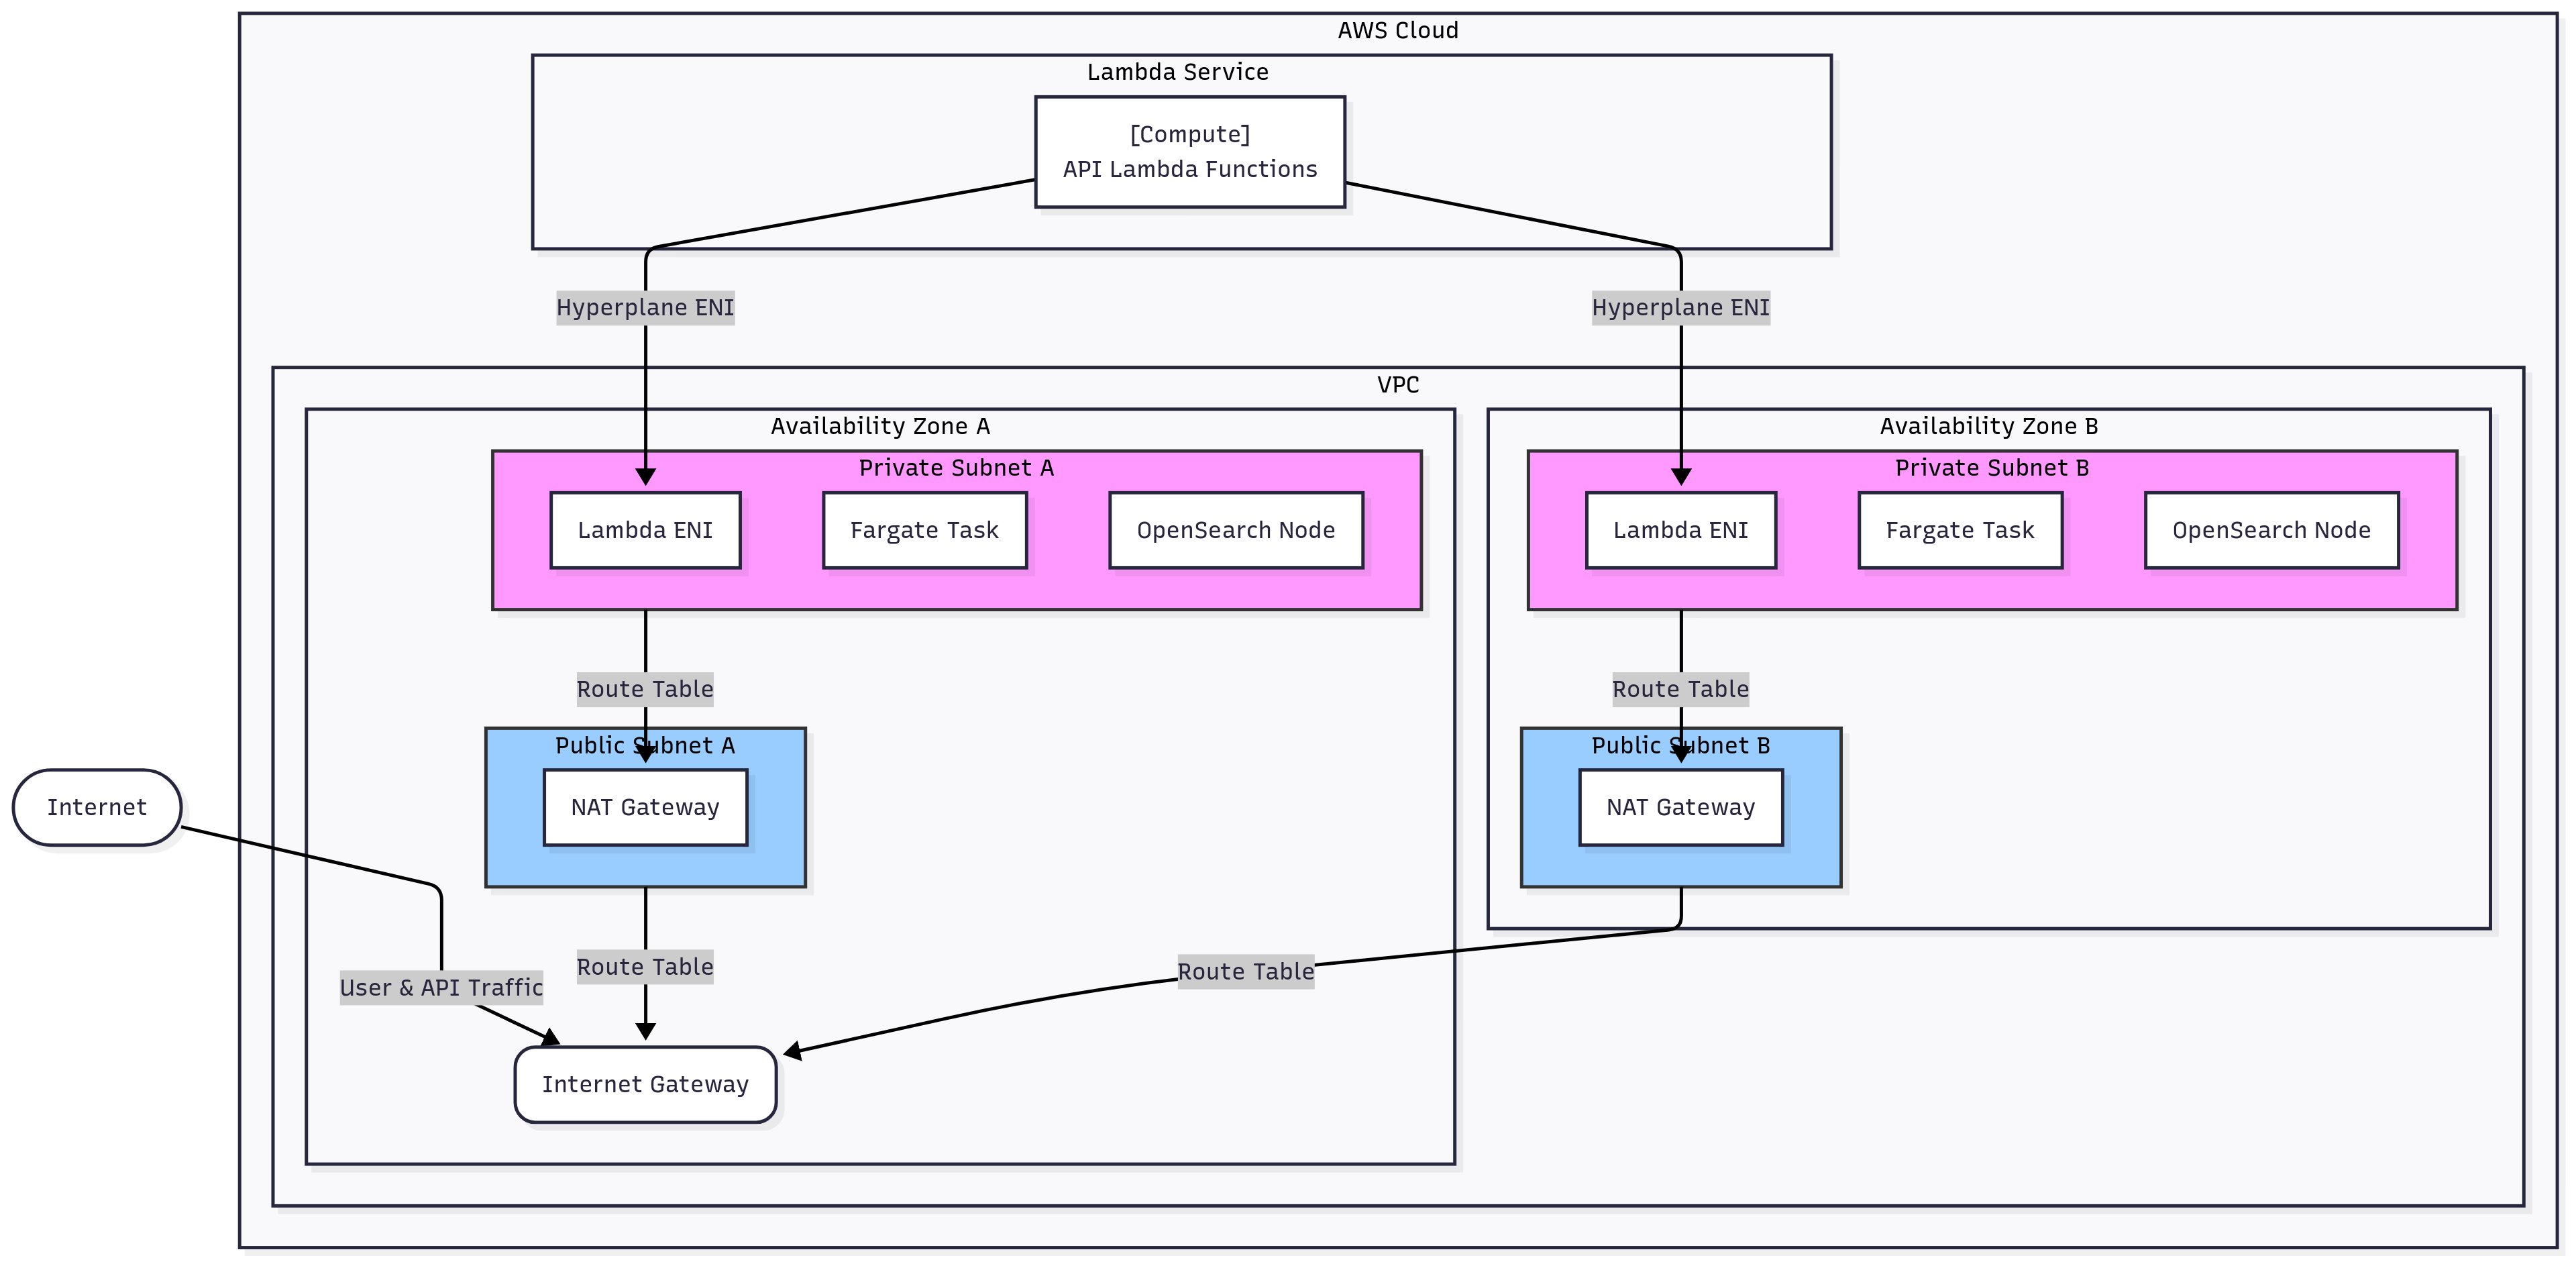 AWS Cloud
Lambda Service
[Compute]
API Lambda Functions
Hyperplane ENI
Hyperplane ENI
VPC
Availability Zone A
Availability Zone B
Private Subnet A
Private Subnet B
Lambda ENI
Fargate Task
OpenSearch Node
Lambda ENI
Fargate Task
OpenSearch Node
Route Table
Route Table
Public Subnet A
Public Subnet B
Internet
NAT Gateway
NAT Gateway
Route Table
Route Table
User & API Traffic
Internet Gateway